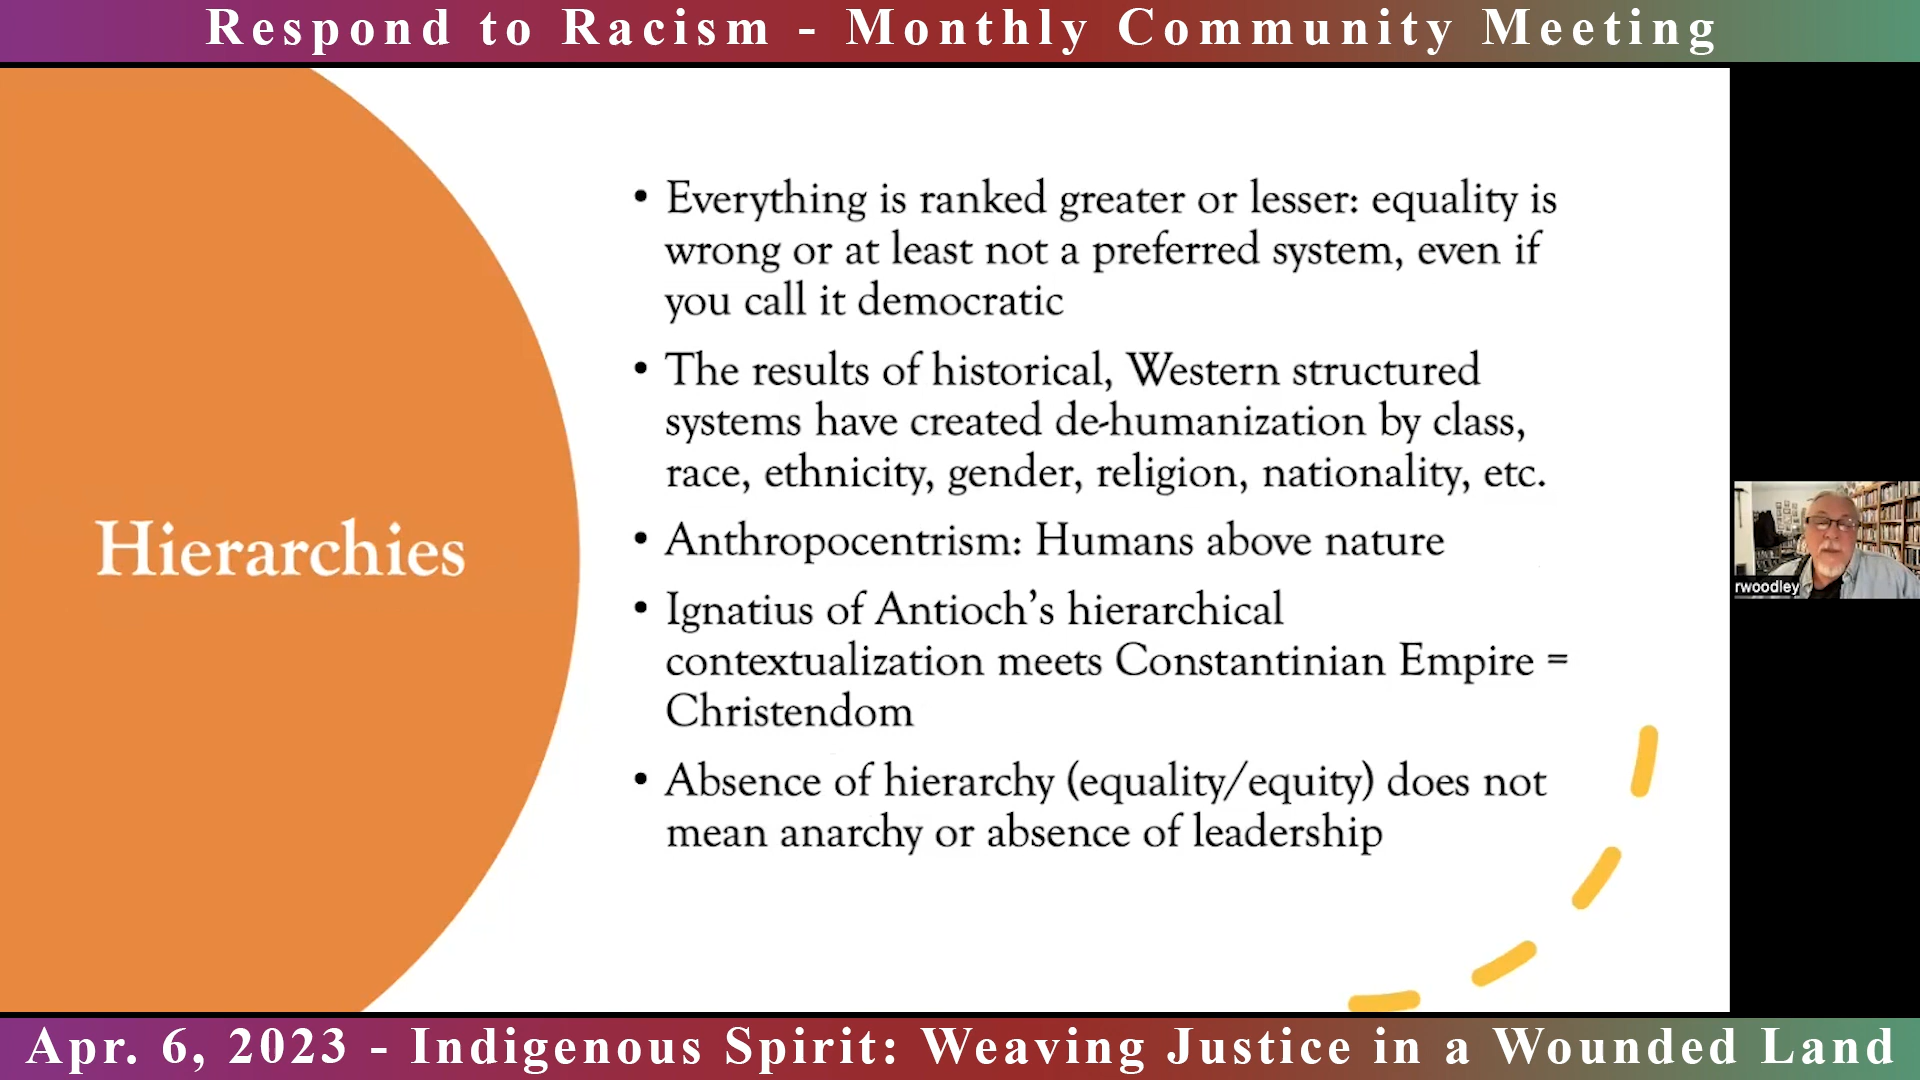 Respond to Racism - Monthly Community Meeting
Hierarchies
• Everything is ranked greater or lesser: equality is
wrong or at least not a preferred system, even if
you call it democratic
• The results of historical, Western structured
systems have created de-humanization by class,
race, ethnicity, gender, religion, nationality, etc.
• Anthropocentrism: Humans above nature
• Ignatius of Antioch’s hierarchical
contextualization meets Constantinian Empire =
Christendom
• Absence of hierarchy (equality/equity) does not
mean anarchy or absence of leadership
rwoodley
Apr. 6, 2023 - Indigenous Spirit: Weaving Justice in a Wounded Land